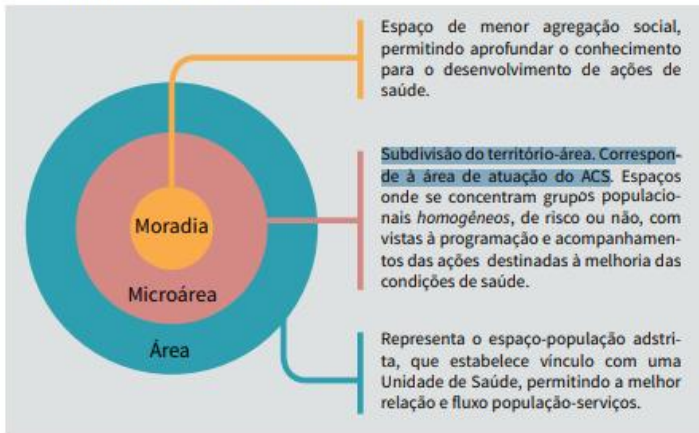 Espaço de menor agregação social,
permitindo aprofundar o conhecimento
para o desenvolvimento de ações de
saúde.
Subdivisão do território-área. Correspon-
de à área de atuação do ACS. Espaços
onde se concentram grupos populacio-
nais homogêneos, de risco ou não, com
vistas à programação e acompanhamen-
tos das ações destinadas à melhoria das
condições de saúde.
Representa o espaço-população adstri-
ta, que estabelece vínculo com uma
Unidade de Saúde, permitindo a melhor
relação e fluxo população-serviços.
Moradia
Microárea
Área